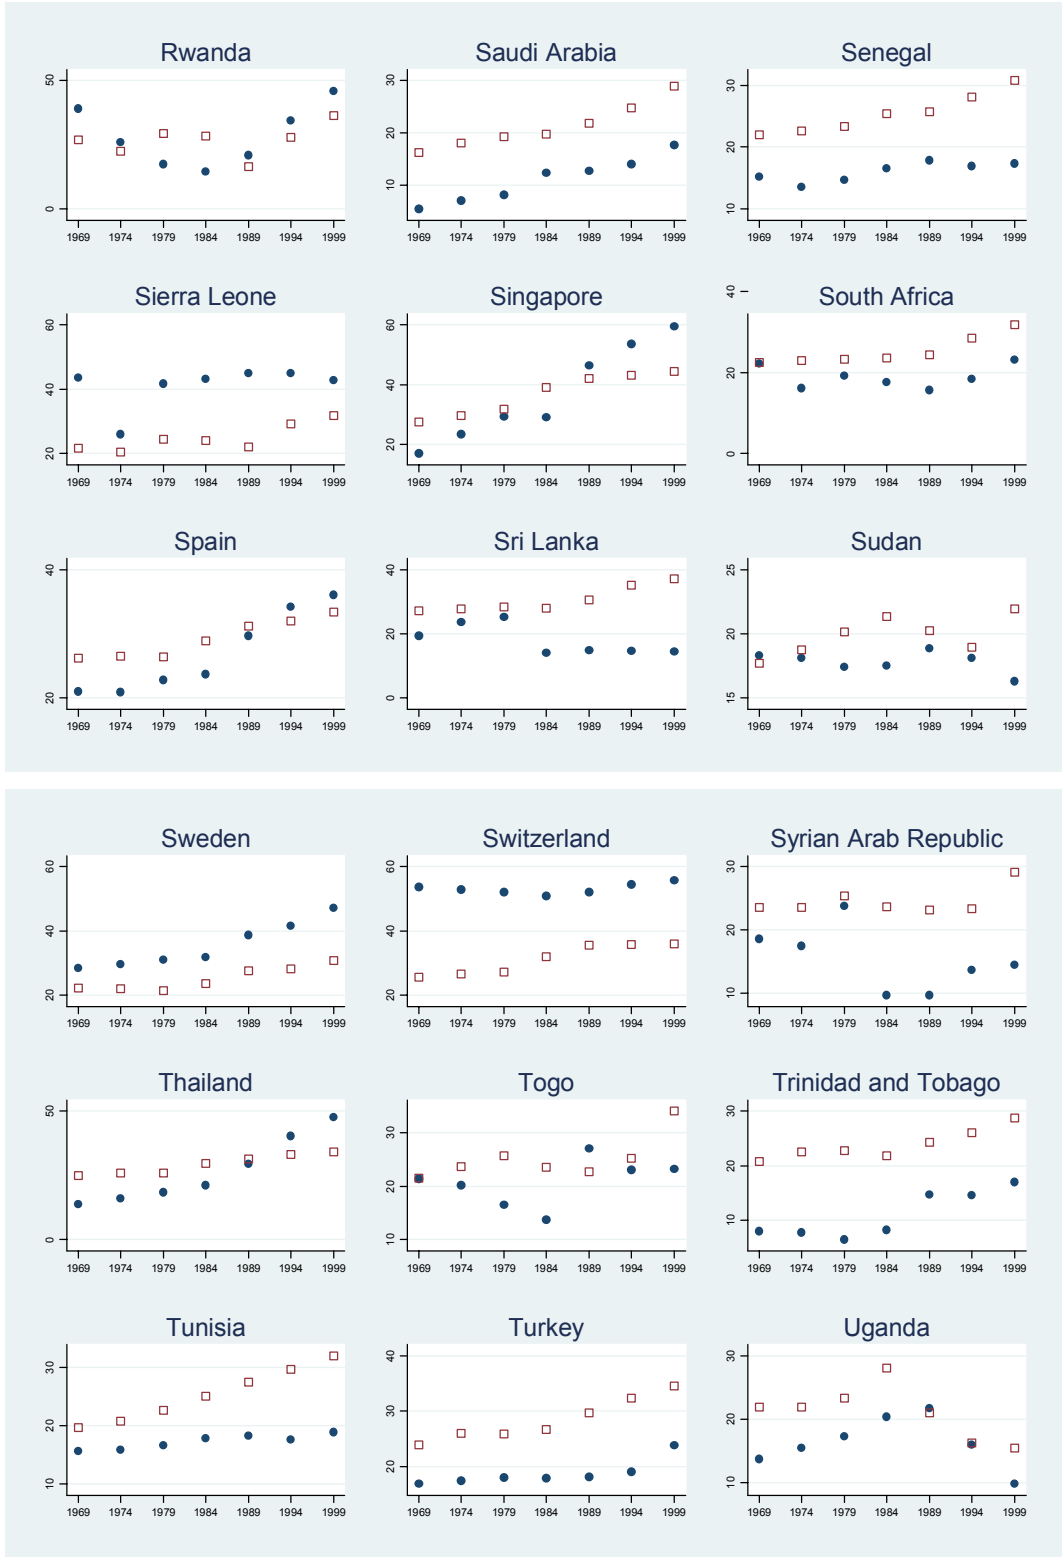 Rwanda Saudi Arabia Senegal
50 30 30
20 20
0 10 10
1969 1974 1979 1984 1989 1994 1999 1969 1974 1979 1984 1989 1994 1999 1969 1974 1979 1984 1989 1994 1999
Sierra Leone Singapore South Africa
60 60 40
40 40 20
20 20 0
1969 1974 1979 1984 1989 1994 1999 1969 1974 1979 1984 1989 1994 1999 1969 1974 1979 1984 1989 1994 1999
Spain Sri Lanka Sudan
40 40 25
20 20
20 0 15
1969 1974 1979 1984 1989 1994 1999 1969 1974 1979 1984 1989 1994 1999 1969 1974 1979 1984 1989 1994 1999
Sweden Switzerland Syrian Arab Republic
60 60 30
40 40 20
20 20 10
1969 1974 1979 1984 1989 1994 1999 1969 1974 1979 1984 1989 1994 1999 1969 1974 1979 1984 1989 1994 1999
Thailand Togo Trinidad and Tobago
50 30 30
20 20
0 10 10
1969 1974 1979 1984 1989 1994 1999 1969 1974 1979 1984 1989 1994 1999 1969 1974 1979 1984 1989 1994 1999
Tunisia Turkey Uganda
30 40 30
20 30 20
10 20 10
1969 1974 1979 1984 1989 1994 1999 1969 1974 1979 1984 1989 1994 1999 1969 1974 1979 1984 1989 1994 1999